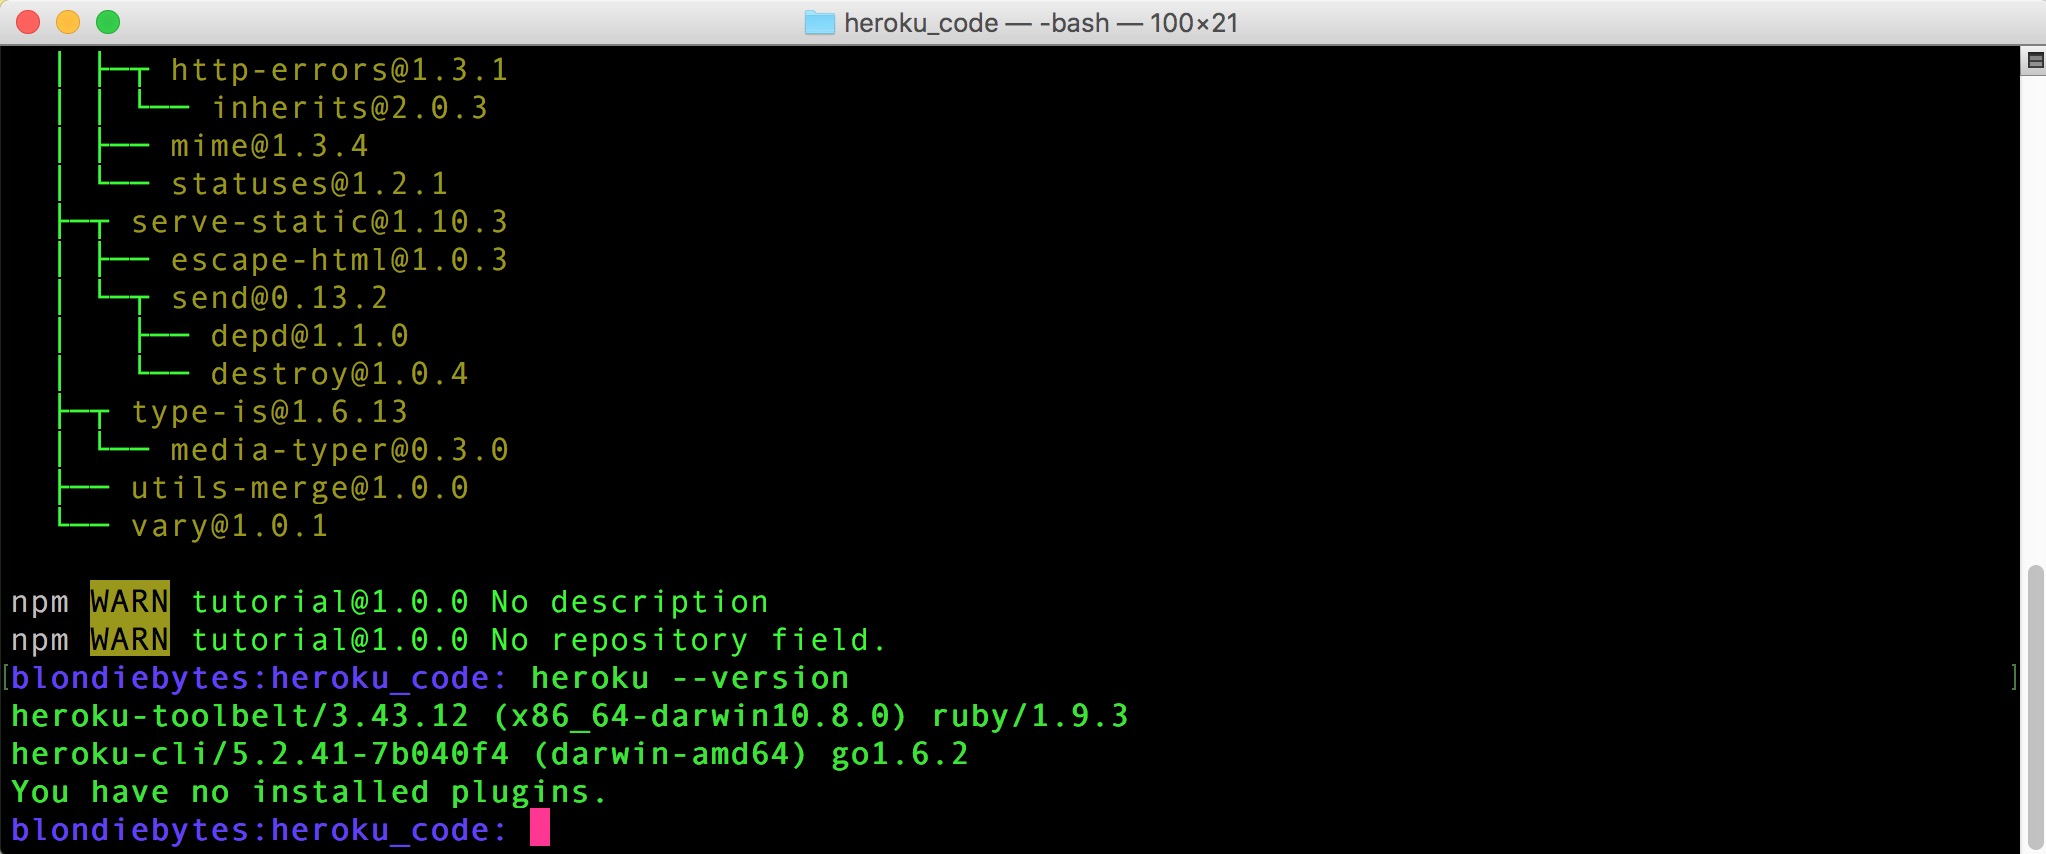 heroku_code — -bash — 100×21
│ ├─┬ http-errors@1.3.1
│ │ └── inherits@2.0.3
│ ├── mime@1.3.4
│ └── statuses@1.2.1
├─┬ serve-static@1.10.3
│ ├── escape-html@1.0.3
│ └─┬ send@0.13.2
│   ├── depd@1.1.0
│   └── destroy@1.0.4
├─┬ type-is@1.6.13
│ └── media-typer@0.3.0
├── utils-merge@1.0.0
└── vary@1.0.1
npm WARN tutorial@1.0.0 No description
npm WARN tutorial@1.0.0 No repository field.
[blondiebytes:heroku_code: heroku --version ]
heroku-toolbelt/3.43.12 (x86_64-darwin10.8.0) ruby/1.9.3
heroku-cli/5.2.41-7b040f4 (darwin-amd64) go1.6.2
You have no installed plugins.
blondiebytes:heroku_code: